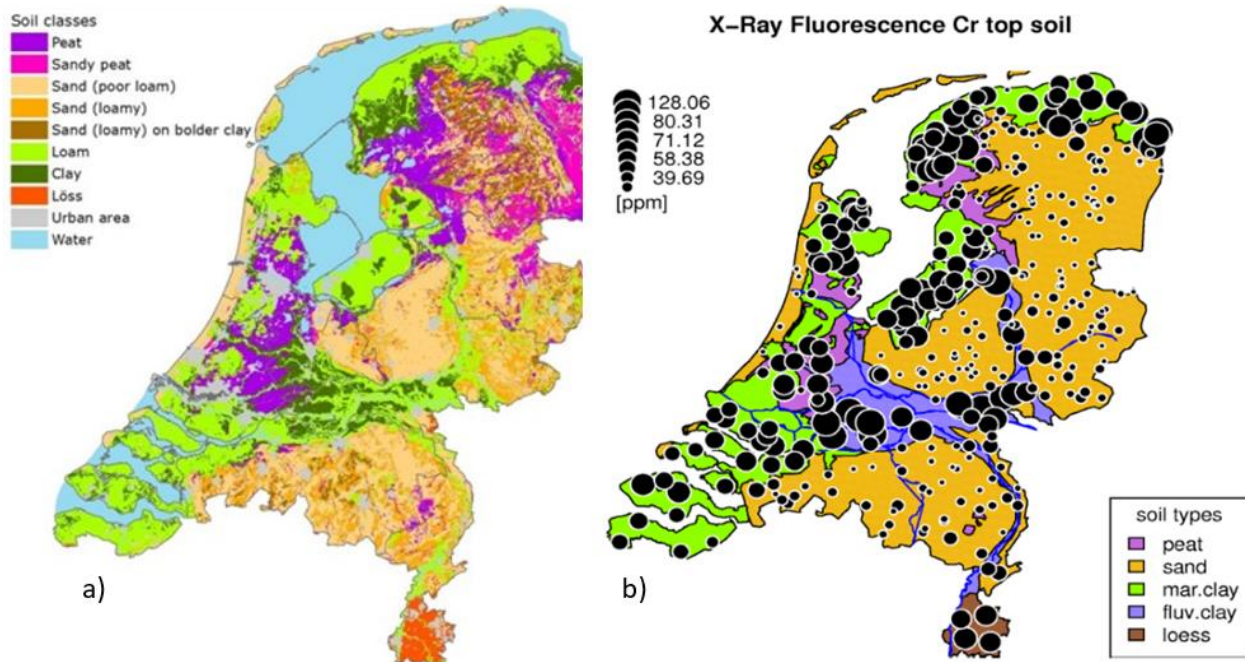 Soil classes
Peat
Sandy peat
Sand (poor loam)
Sand (loamy)
Sand (loamy) on bolder clay
Loam
Clay
Löss
Urban area
Water
a)
X-Ray Fluorescence Cr top soil
128.06
80.31
71.12
58.38
39.69
[ppm]
b)
soil types
peat
sand
mar.clay
fluv.clay
loess